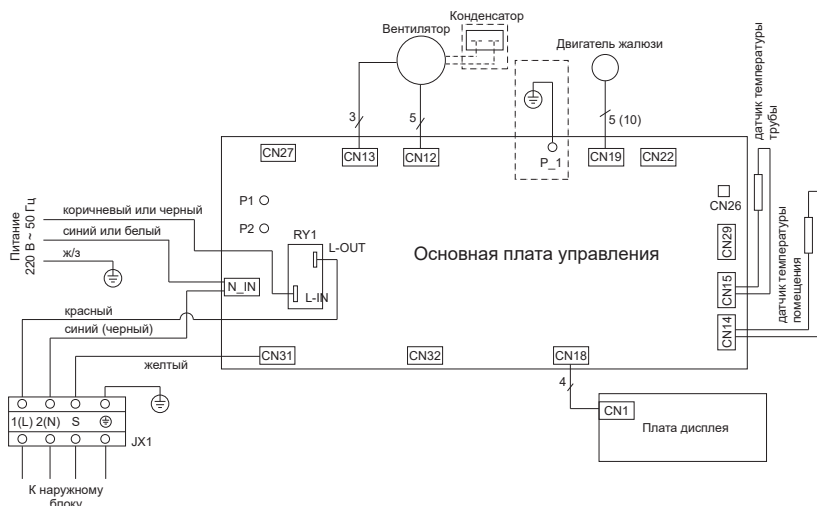 Конденсатор
Вентилятор
Двигатель жалюзи
датчик температуры
трубы
3
5
5 (10)
CN27
CN13
CN12
P_1
CN19
CN22
P1
P2
CN26
CN29
Питание
220 В ~ 50 Гц
коричневый или черный
синий или белый
ж/з
RY1
L-OUT
L-IN
N_IN
Основная плата управления
CN15
CN14
датчик температуры
помещения
красный
синий (черный)
желтый
CN31
CN32
CN18
4
CN1
Плата дисплея
1(L) 2(N) S
JX1
К наружному
блоку